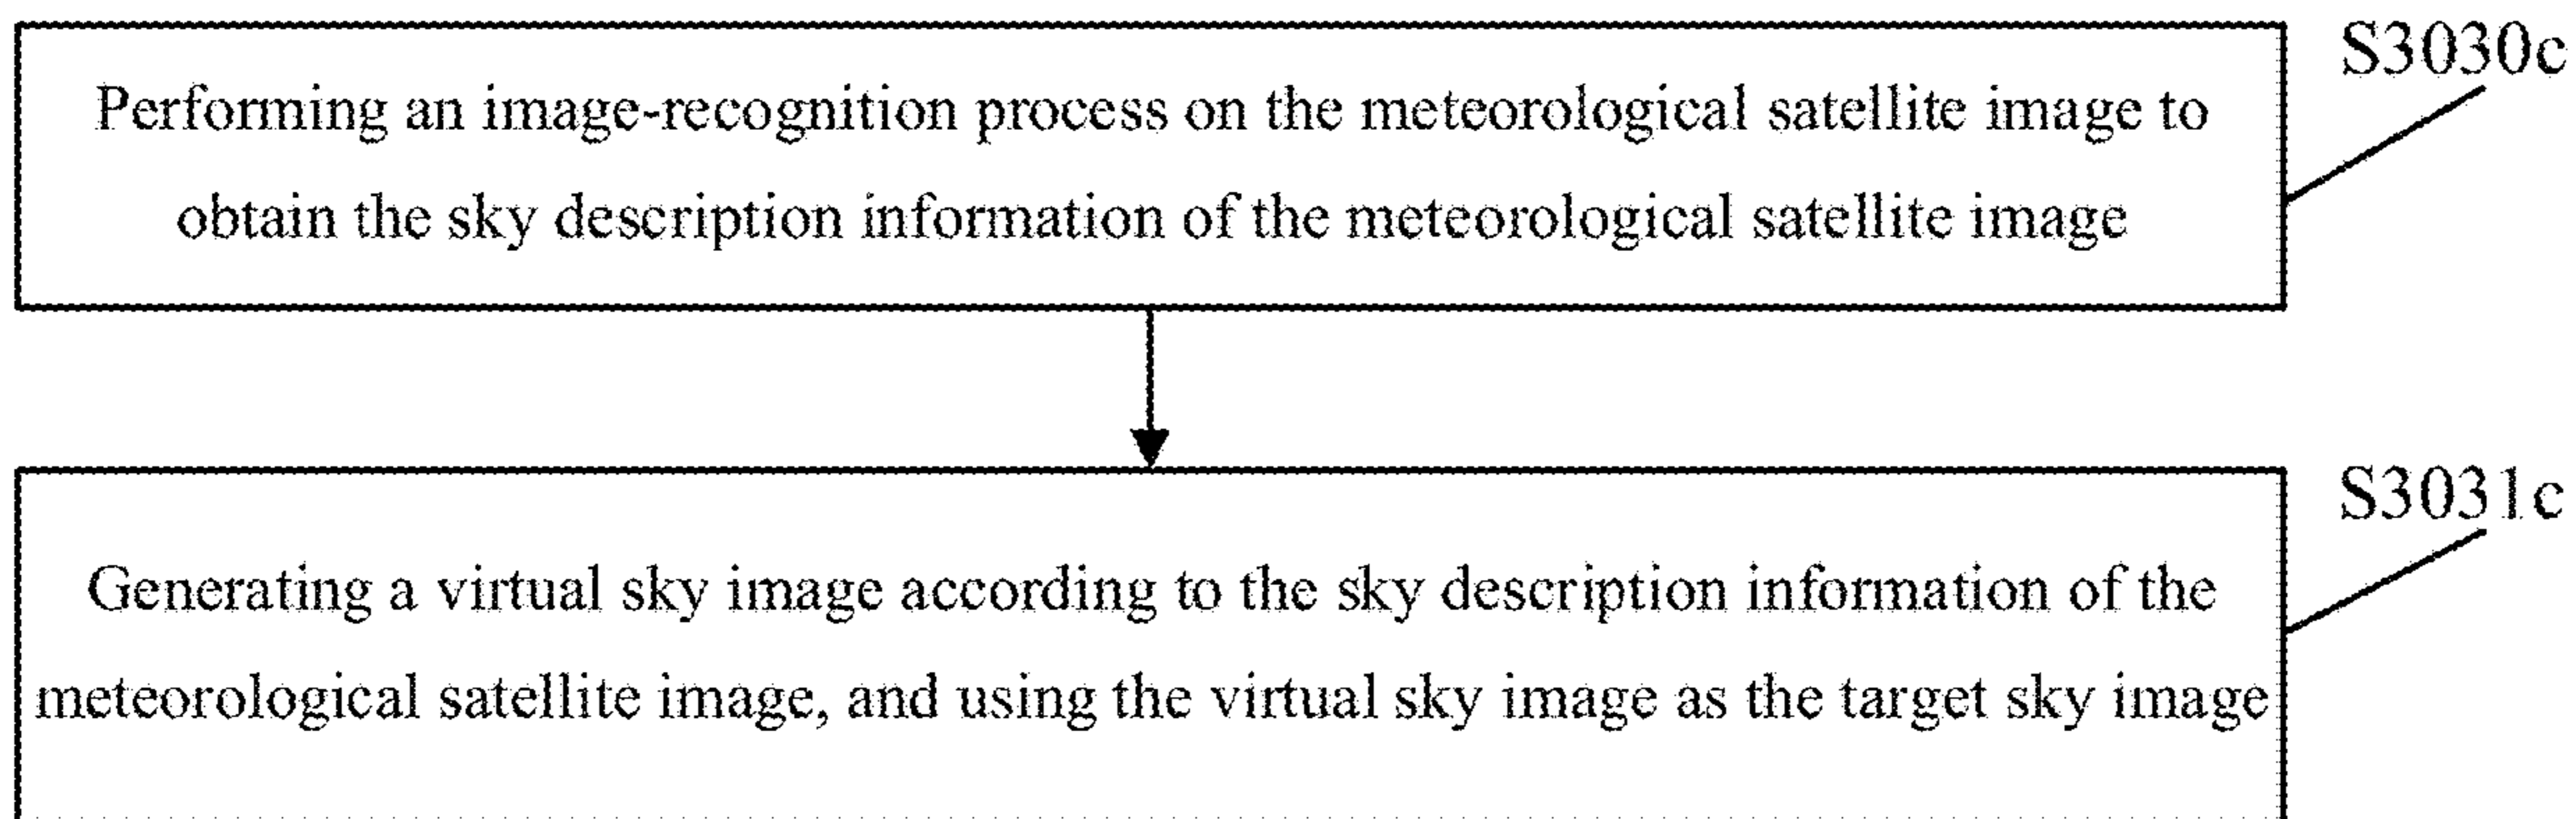 S3030c
Performing an image-recognition process on the meteorological satellite image to
obtain the sky description information of the meteorological satellite image
S3031c
Generating a virtual sky image according to the sky description information of the
meteorological satellite image, and using the virtual sky image as the target sky image